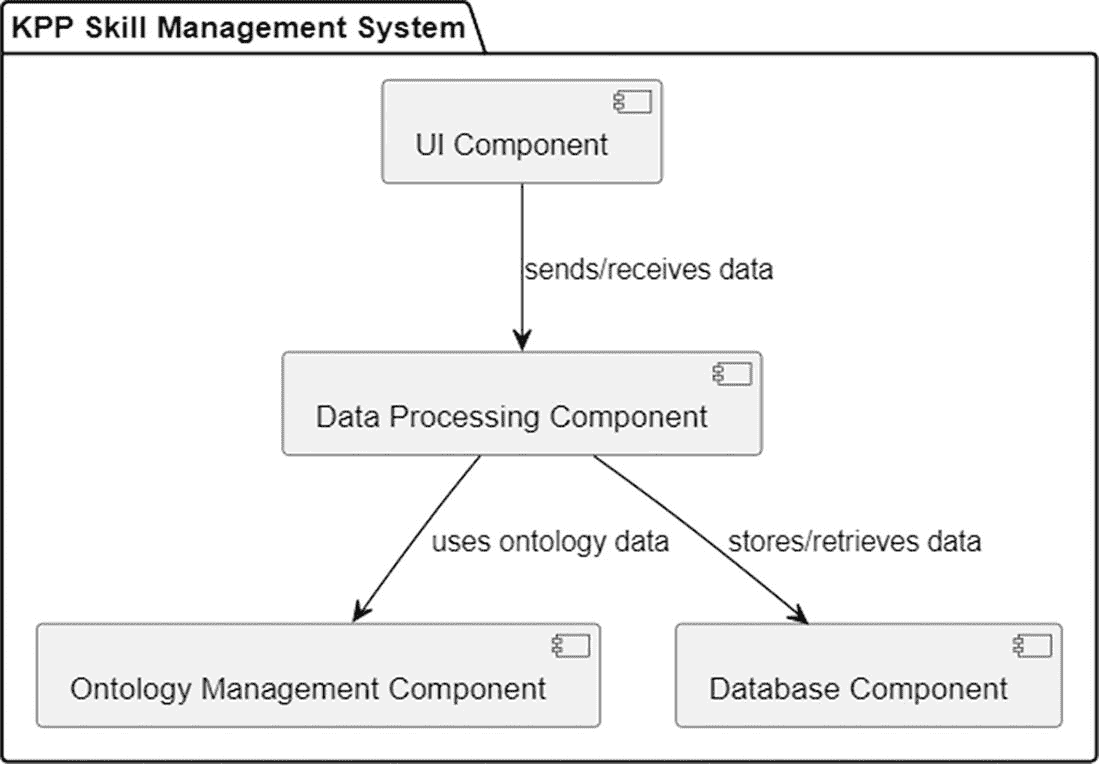 KPP Skill Management System
UI Component
sends/receives data
Data Processing Component
uses ontology data
stores/retrieves data
Ontology Management Component
Database Component